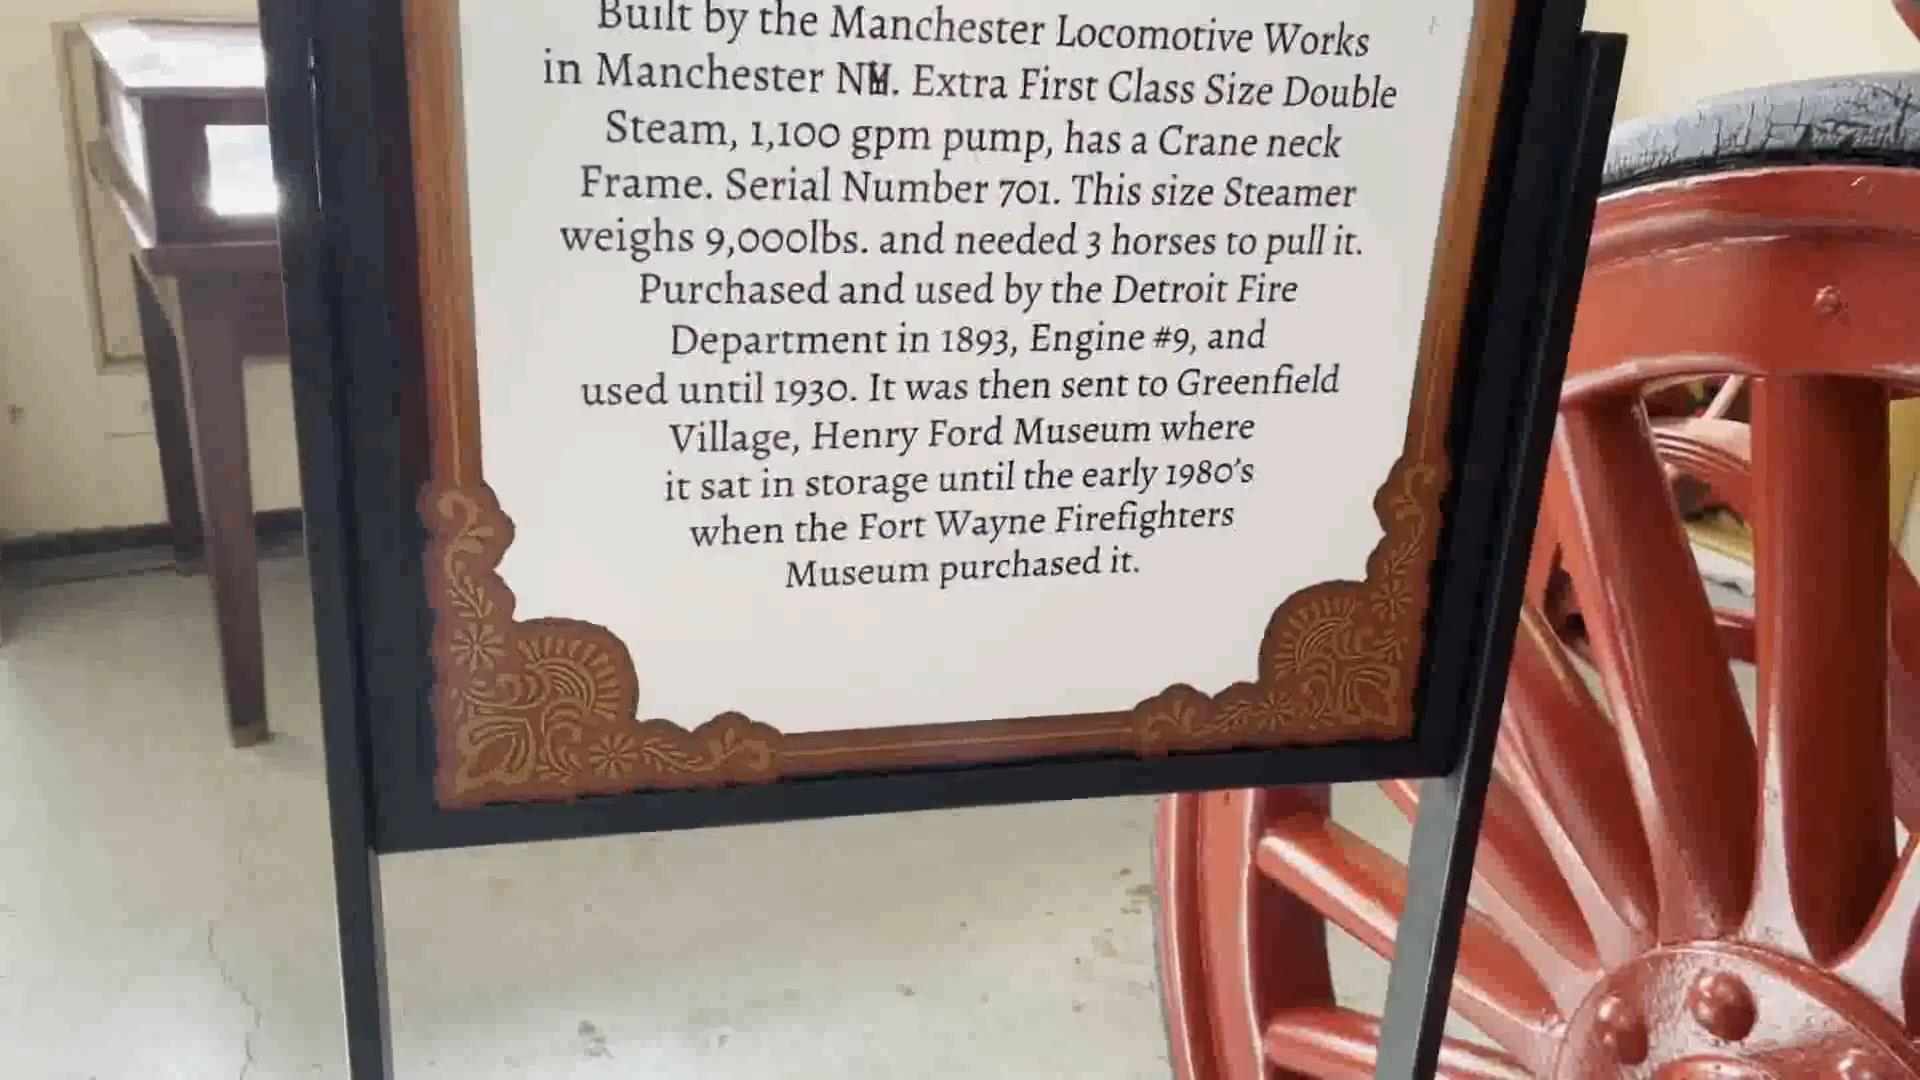 Built by the Manchester Locomotive Works
in Manchester NH. Extra First Class Size Double
Steam, 1,100 gpm pump, has a Crane neck
Frame. Serial Number 701. This size Steamer
weighs 9,000lbs. and needed 3 horses to pull it.
Purchased and used by the Detroit Fire
Department in 1893, Engine #9, and
used until 1930. It was then sent to Greenfield
Village, Henry Ford Museum where
it sat in storage until the early 1980's
when the Fort Wayne Firefighters
Museum purchased it.